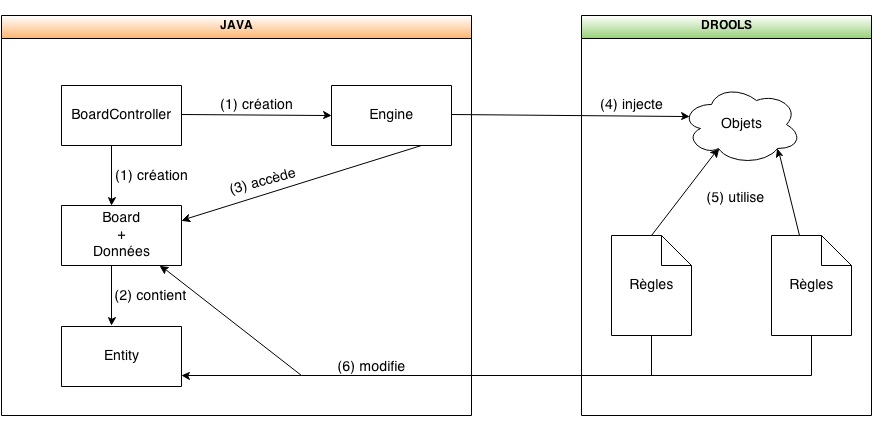 JAVA
DROOLS
BoardController
(1) création
Engine
(4) injecte
Objets
(1) création
(3) accède
(5) utilise
Board
+
Données
(2) contient
Règles
Règles
Entity
(6) modifie